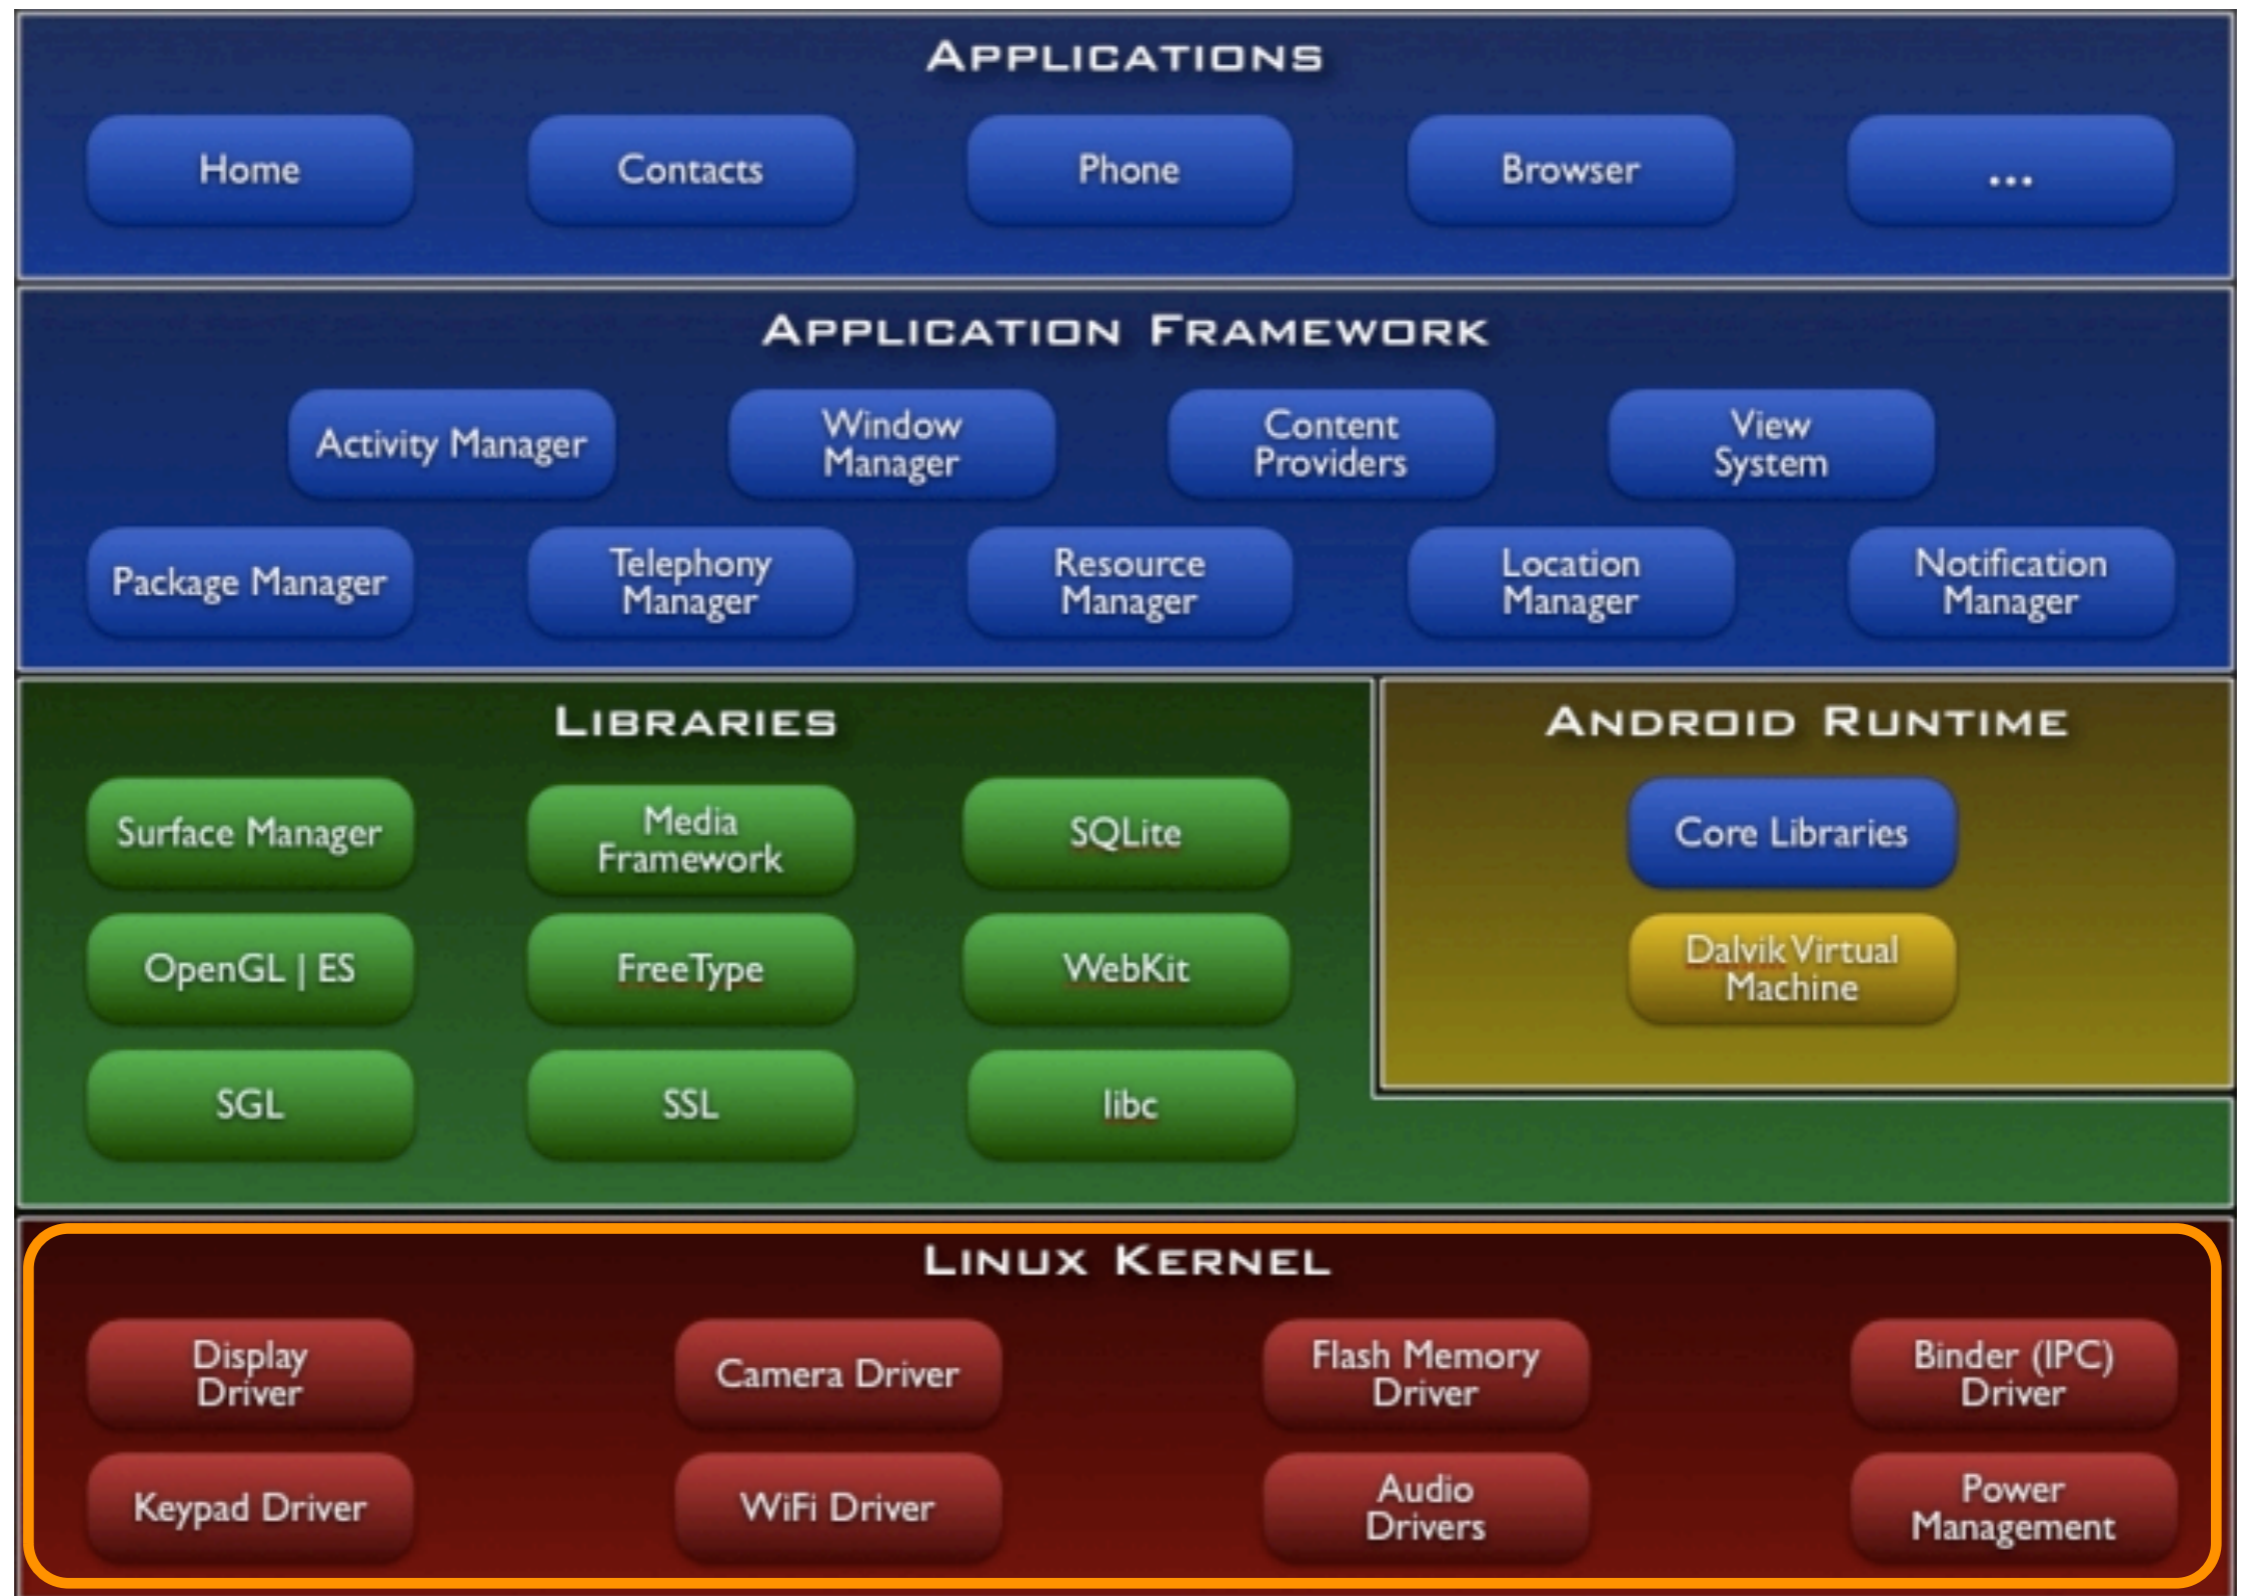 APPLICATIONS
Home
Contacts
Phone
Browser
...
APPLICATION FRAMEWORK
Activity Manager
Window
Manager
Content
Providers
View
System
Package Manager
Telephony
Manager
Resource
Manager
Location
Manager
Notification
Manager
LIBRARIES
Surface Manager
Media
Framework
SQLite
OpenGL | ES
FreeType
WebKit
SGL
SSL
libc
ANDROID RUNTIME
Core Libraries
Dalvik Virtual
Machine
LINUX KERNEL
Display
Driver
Camera Driver
Flash Memory
Driver
Binder (IPC)
Driver
Keypad Driver
WiFi Driver
Audio
Drivers
Power
Management